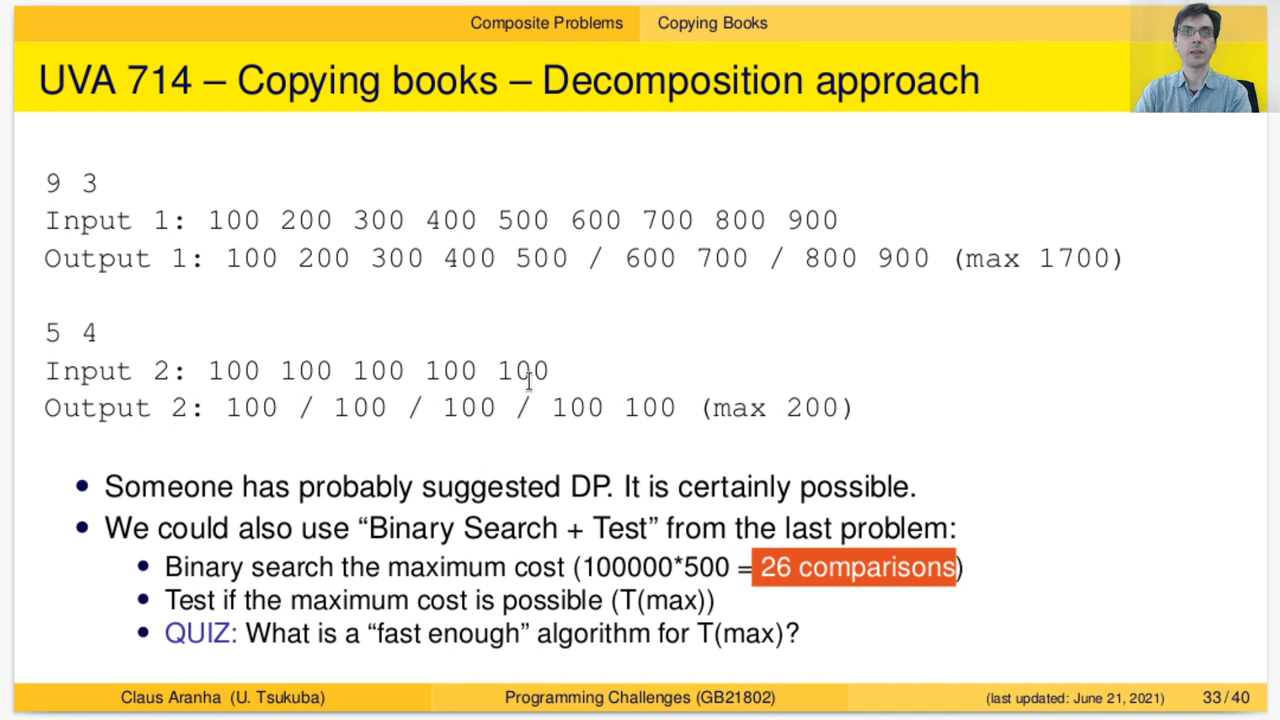 Composite Problems Copying Books
UVA 714 – Copying books – Decomposition approach
9 3
Input 1: 100 200 300 400 500 600 700 800 900
Output 1: 100 200 300 400 500 / 600 700 / 800 900 (max 1700)
5 4
Input 2: 100 100 100 100 100
Output 2: 100 / 100 / 100 / 100 100 (max 200)
• Someone has probably suggested DP. It is certainly possible.
• We could also use “Binary Search + Test” from the last problem:
• Binary search the maximum cost (100000*500 = 26 comparisons)
• Test if the maximum cost is possible (T(max))
• QUIZ: What is a “fast enough” algorithm for T(max)?
Claus Aranha (U. Tsukuba) Programming Challenges (GB21802) (last updated: June 21, 2021) 33 / 40